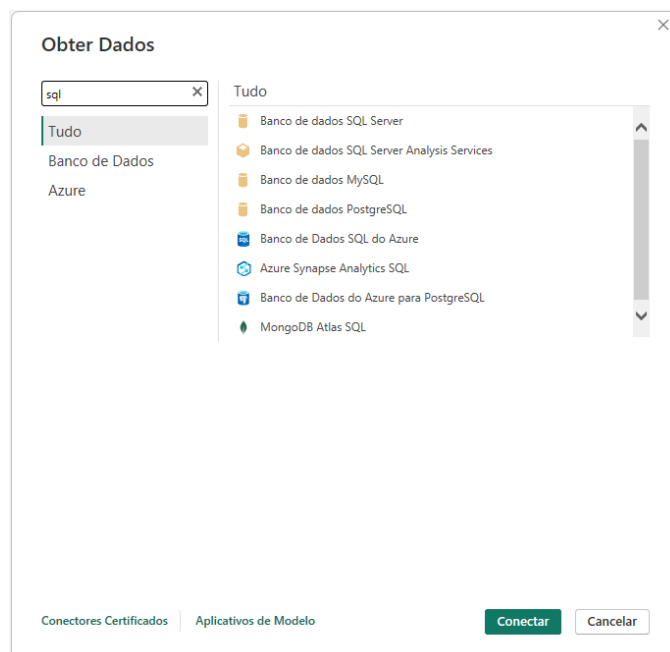 Obter Dados
sql
Tudo
Banco de Dados
Azure
Tudo
Banco de dados SQL Server
Banco de dados SQL Server Analysis Services
Banco de dados MySQL
Banco de dados PostgreSQL
Banco de Dados SQL do Azure
Azure Synapse Analytics SQL
Banco de Dados do Azure para PostgreSQL
MongoDB Atlas SQL
Conectores Certificados
Aplicativos de Modelo
Conectar
Cancelar